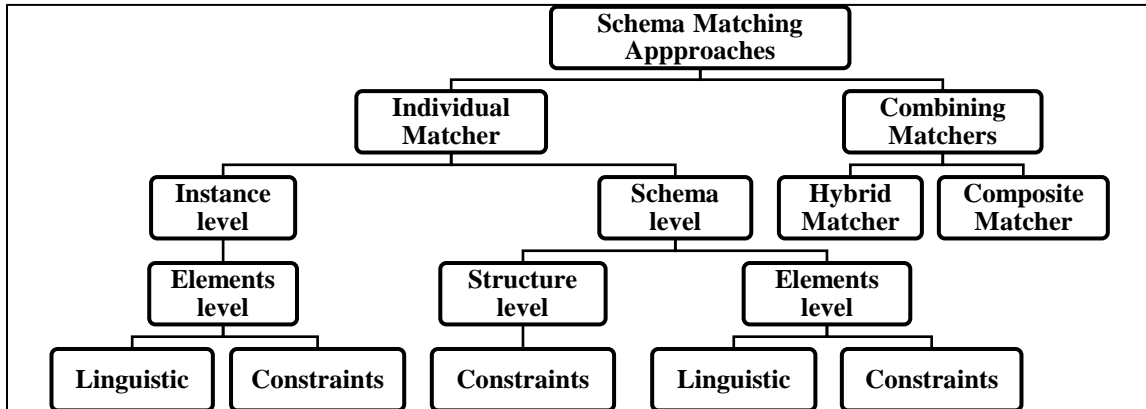 Schema Matching
Appproaches
Individual
Matcher
Combining
Matchers
Instance
level
Schema
level
Hybrid
Matcher
Composite
Matcher
Elements
level
Structure
level
Elements
level
Linguistic
Constraints
Constraints
Linguistic
Constraints